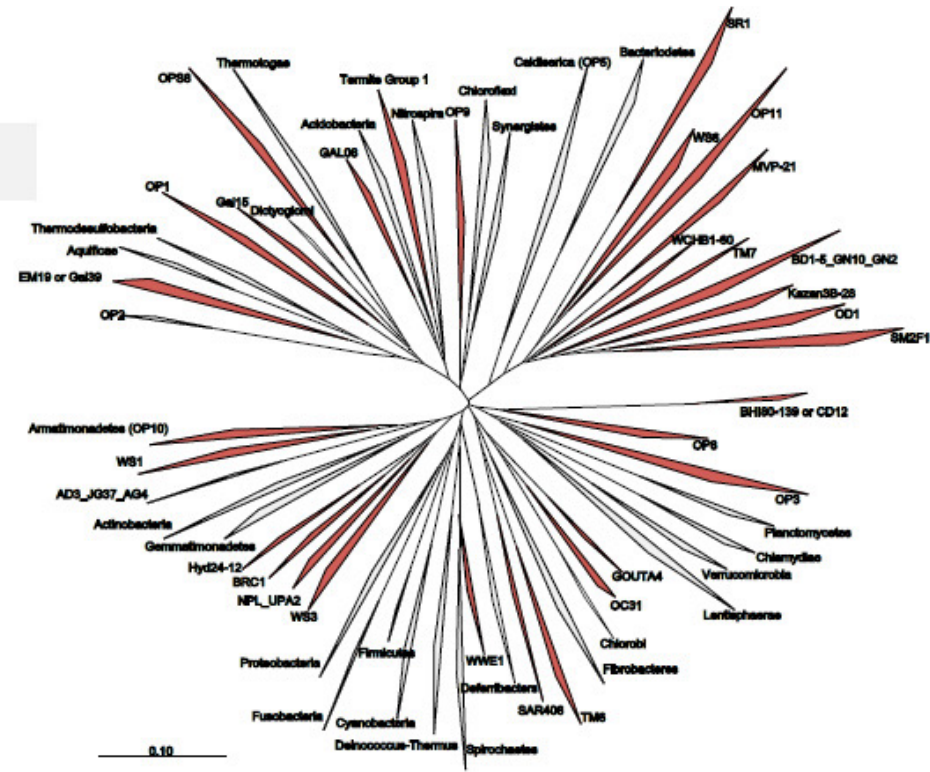 SR1
Thermologae
Bacteriodetes
Caldiserica (OP5)
OPS8
Termite Group 1
Chloroflexi
Nitrospira
OP9
OP11
Acidobacteria
Synergistes
WS6
GAL08
MVP-21
OP1
Gal15
Dictyoglomi
Thermodesulfobacteria
WCHB1-60
TM7
Aquificae
BD1-5_GN10_GN2
EM19 or Gal39
Kazan3B-28
OP2
OD1
SM2F1
BHI80-139 or CD12
Armatimonadetes (OP10)
OP8
WS1
AD3_JG37_AG4
OP3
Actinobacteria
Planctomycetes
Gemmatimonadetes
Chlamydiae
Hyd24-12
GOUTA4
Verrucomicrobia
BRC1
NPL_UPA2
OC31
WS3
Lentisphaerae
Chlorobi
Firmicutes
Proteobacteria
WWE1
Fibrobacteres
Deferribacters
SAR406
Fusobacteria
TM6
Cyanobacteria
Deinococcus-Thermus
Spirochaetes
0.10